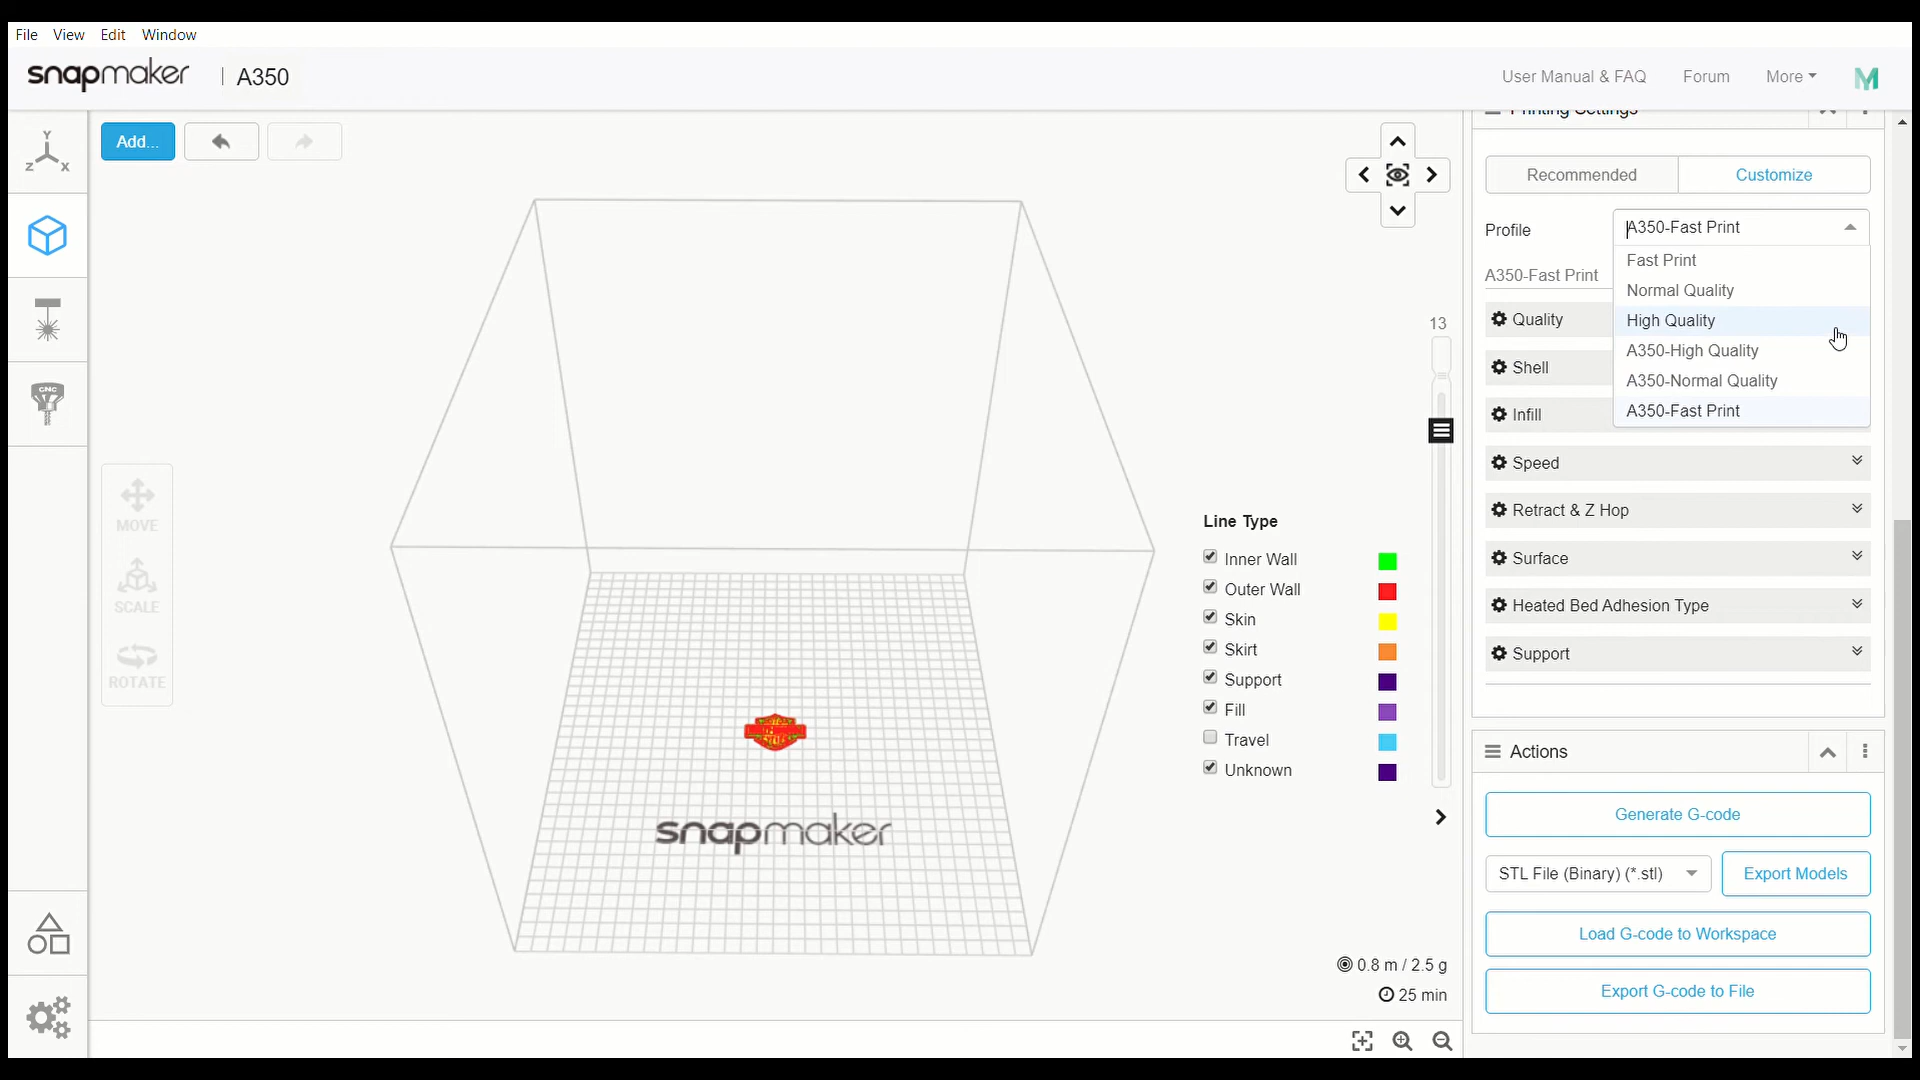 File View Edit Window
snapmaker | A350
User Manual & FAQ Forum More
Add...
Y
Z X
CNC
MOVE
SCALE
ROTATE
13
Line Type
Inner Wall
Outer Wall
Skin
Skirt
Support
Fill
Travel
Unknown
snapmaker
0.8 m / 2.5 g
25 min
Printing Settings
Recommended Customize
Profile A350-Fast Print
Fast Print
Normal Quality
High Quality
A350-High Quality
A350-Normal Quality
A350-Fast Print
A350-Fast Print
Quality
Shell
Infill
Speed
Retract & Z Hop
Surface
Heated Bed Adhesion Type
Support
Actions
Generate G-code
STL File (Binary) (*.stl) Export Models
Load G-code to Workspace
Export G-code to File